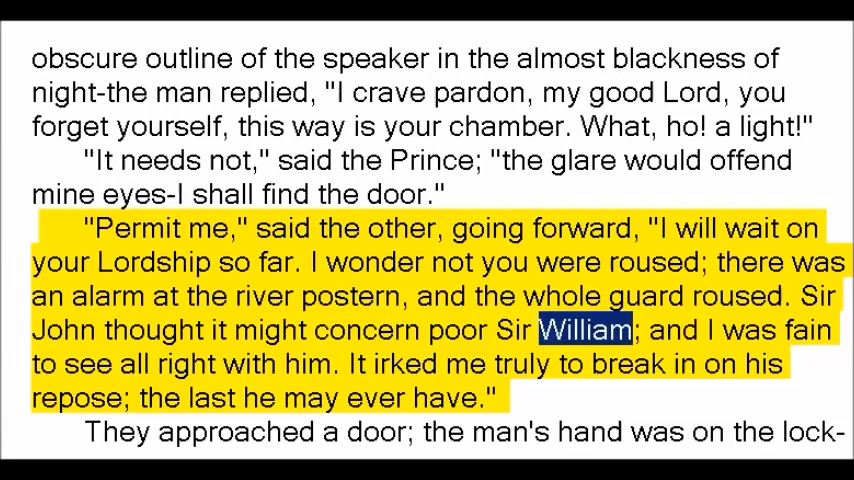 obscure outline of the speaker in the almost blackness of
night-the man replied, "I crave pardon, my good Lord, you
forget yourself, this way is your chamber. What, ho! a light!"
"It needs not," said the Prince; "the glare would offend
mine eyes-I shall find the door."
"Permit me," said the other, going forward, "I will wait on
your Lordship so far. I wonder not you were roused; there was
an alarm at the river postern, and the whole guard roused. Sir
John thought it might concern poor Sir William; and I was fain
to see all right with him. It irked me truly to break in on his
repose; the last he may ever have."
They approached a door; the man's hand was on the lock-